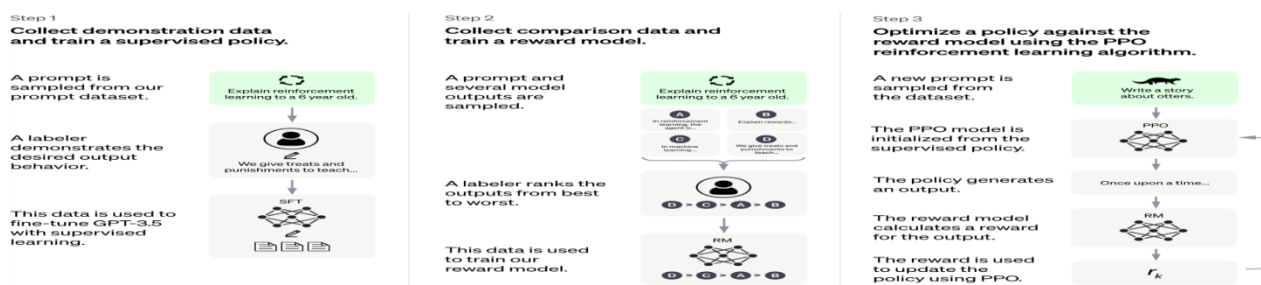 Step 1
Collect demonstration data
and train a supervised policy.
A prompt is
sampled from our
prompt dataset.
Explain reinforcement
learning to a 6 year old.
A labeler
demonstrates the
desired output
behavior.
We give treats and
punishments to teach...
SFT
This data is used to
fine-tune GPT-3.5
with supervised
learning.
Step 2
Collect comparison data and
train a reward model.
A prompt and
several model
outputs are
sampled.
Explain reinforcement
learning to a 6 year old.
A
In reinforcement
learning, the
agent is...
B
Explain rewards...
C
In machine
learning...
D
We give treats and
punishments to
teach...
A labeler ranks the
outputs from best
to worst.
D > C > A > B
This data is used
to train our
reward model.
RM
D > C > A > B
Step 3
Optimize a policy against the
reward model using the PPO
reinforcement learning algorithm.
A new prompt is
sampled from
the dataset.
Write a story
about otters.
The PPO model is
initialized from the
supervised policy.
PPO
The policy generates
an output.
Once upon a time...
The reward model
calculates a reward
for the output.
RM
The reward is used
to update the
policy using PPO.
rk